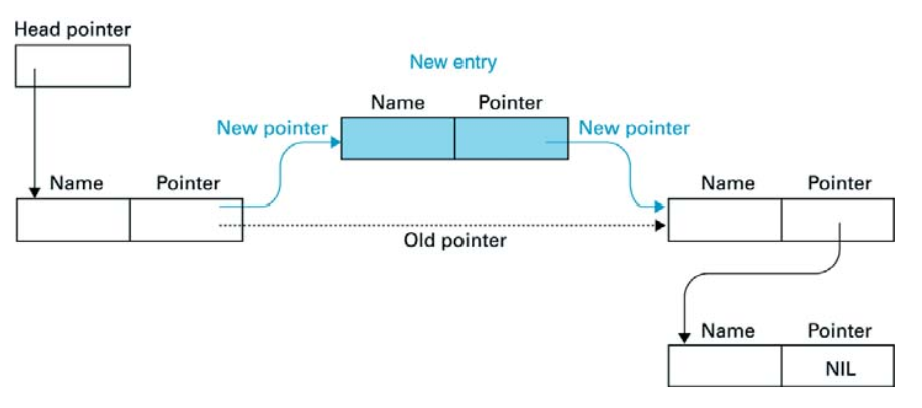 Head pointer
New entry
Name Pointer
New pointer New pointer
Name Pointer Name Pointer
Old pointer
Name Pointer
NIL